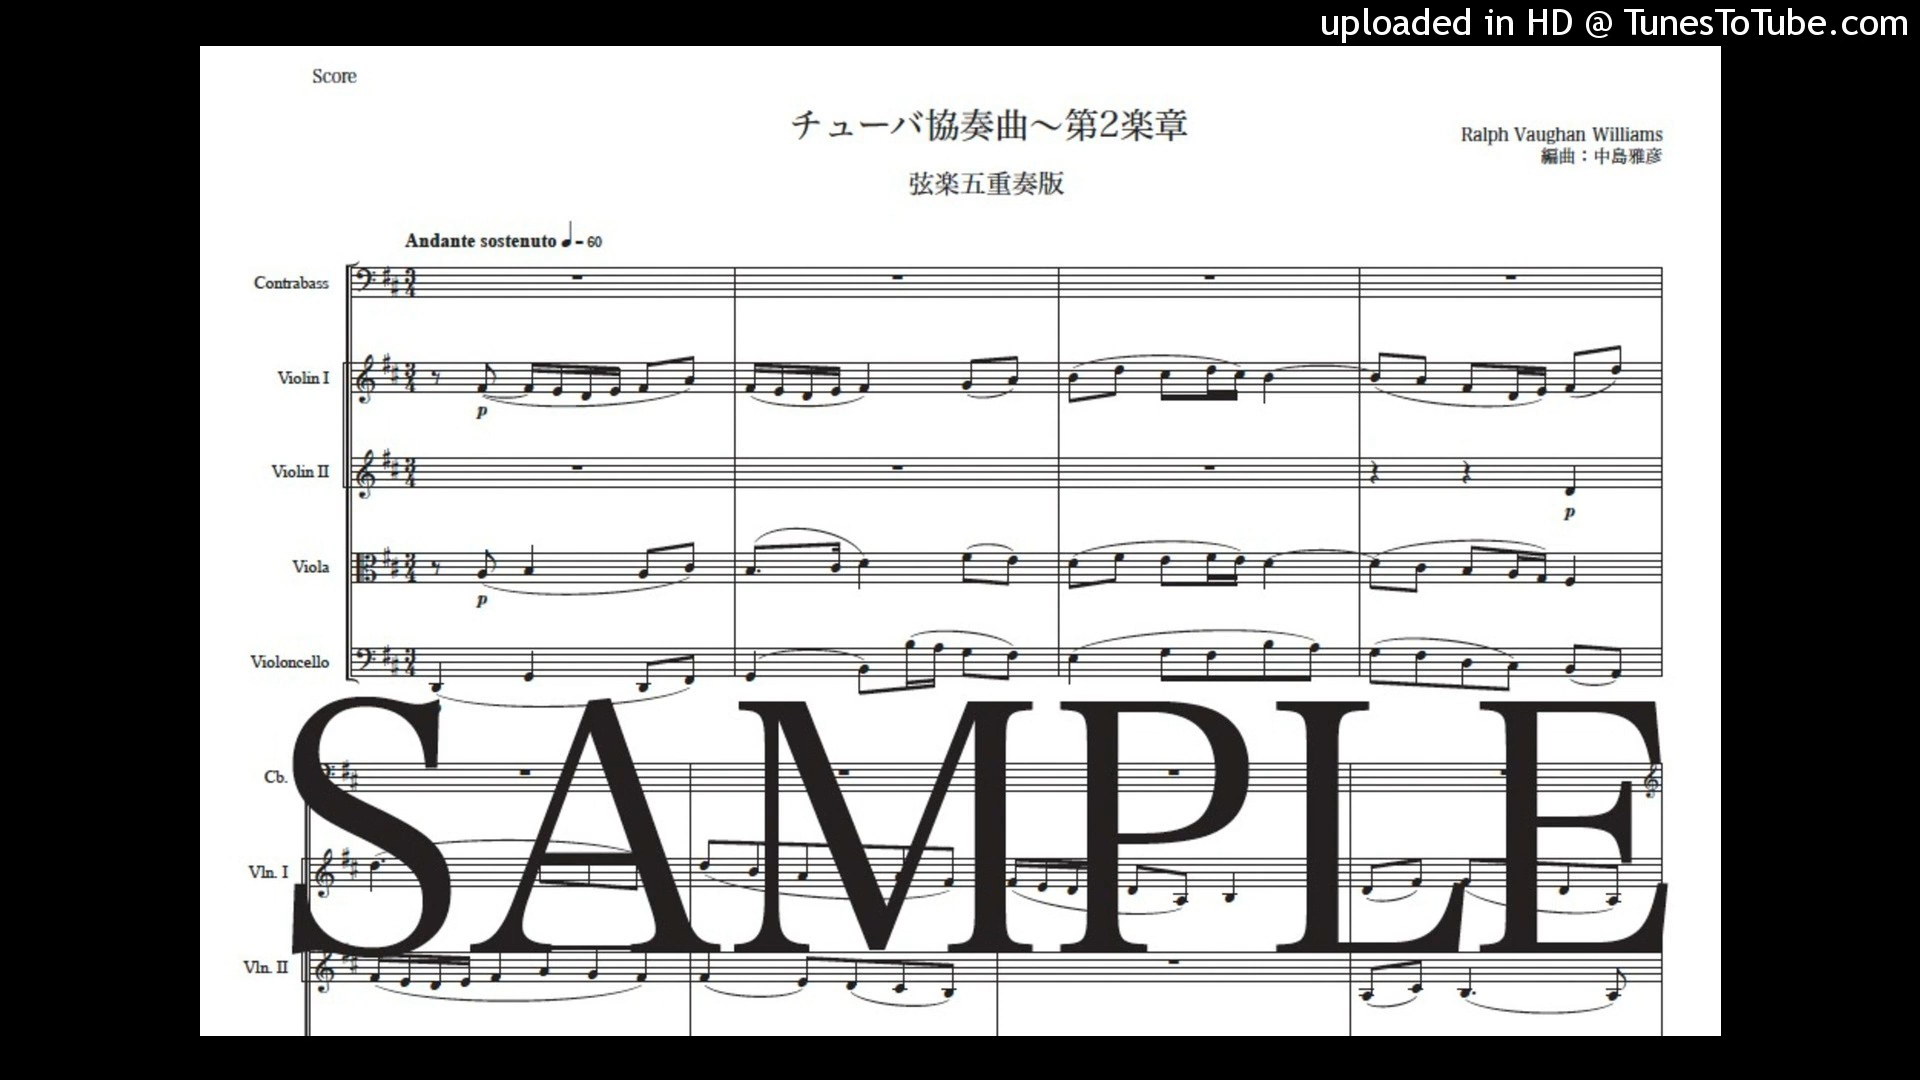 uploaded in HD @ TunesToTube.com
Score
チューバ協奏曲～第2楽章
Ralph Vaughan Williams
編曲：中島雅彦
弦楽五重奏版
Andante sostenuto ♩= 60
Contrabass
Violin I
p
Violin II
p
Viola
p
Violoncello
SAMPLE
Cb.
Vln. I
Vln. II